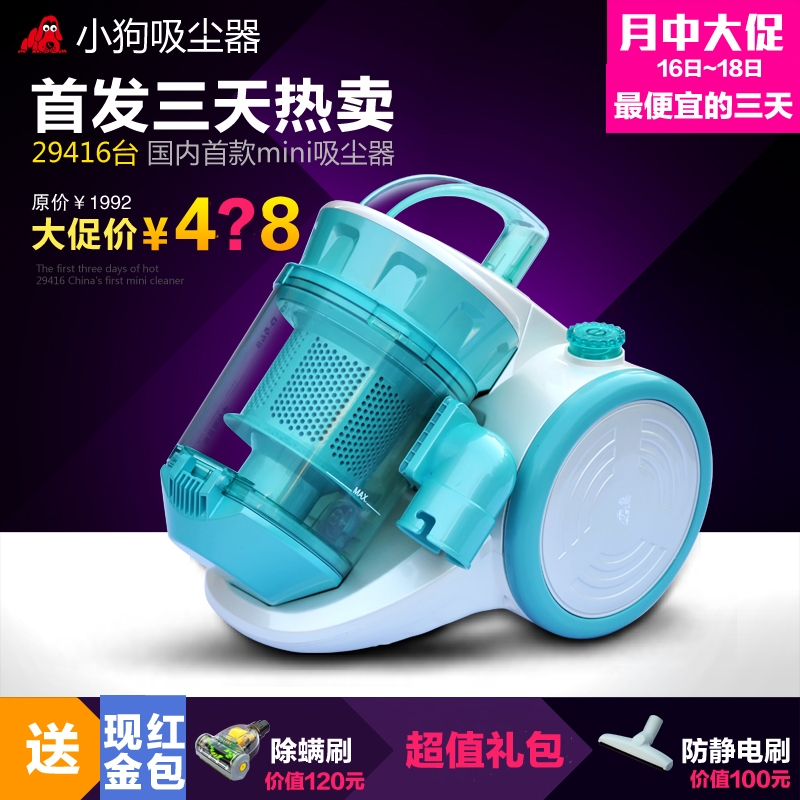 小狗吸尘器
月中大促
16日~18日
最便宜的三天
首发三天热卖
29416台 国内首款mini吸尘器
原价￥1992
大促价￥4?8
The first three days of hot
29416 China's first mini cleaner
MAX
送 现金红包
除螨刷
价值120元
超值礼包
防静电刷
价值100元